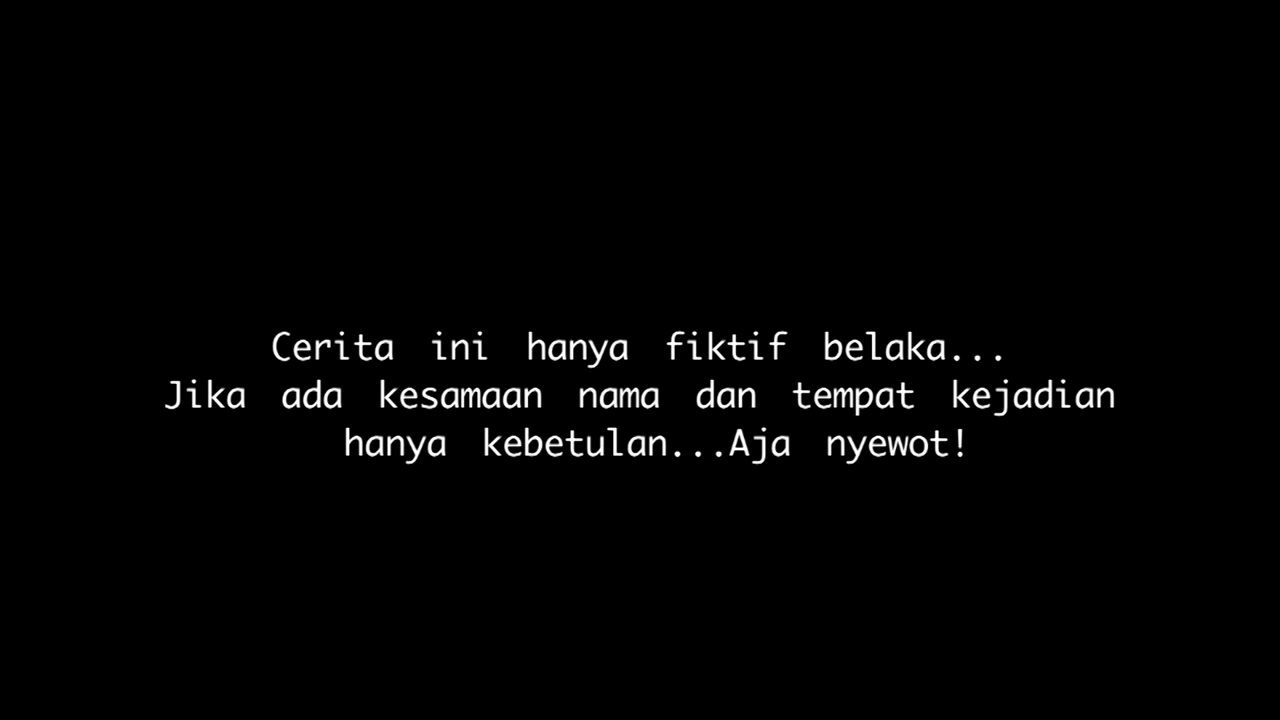 Cerita ini hanya fiktif belaka...
Jika ada kesamaan nama dan tempat kejadian
hanya kebetulan...Aja nyewot!